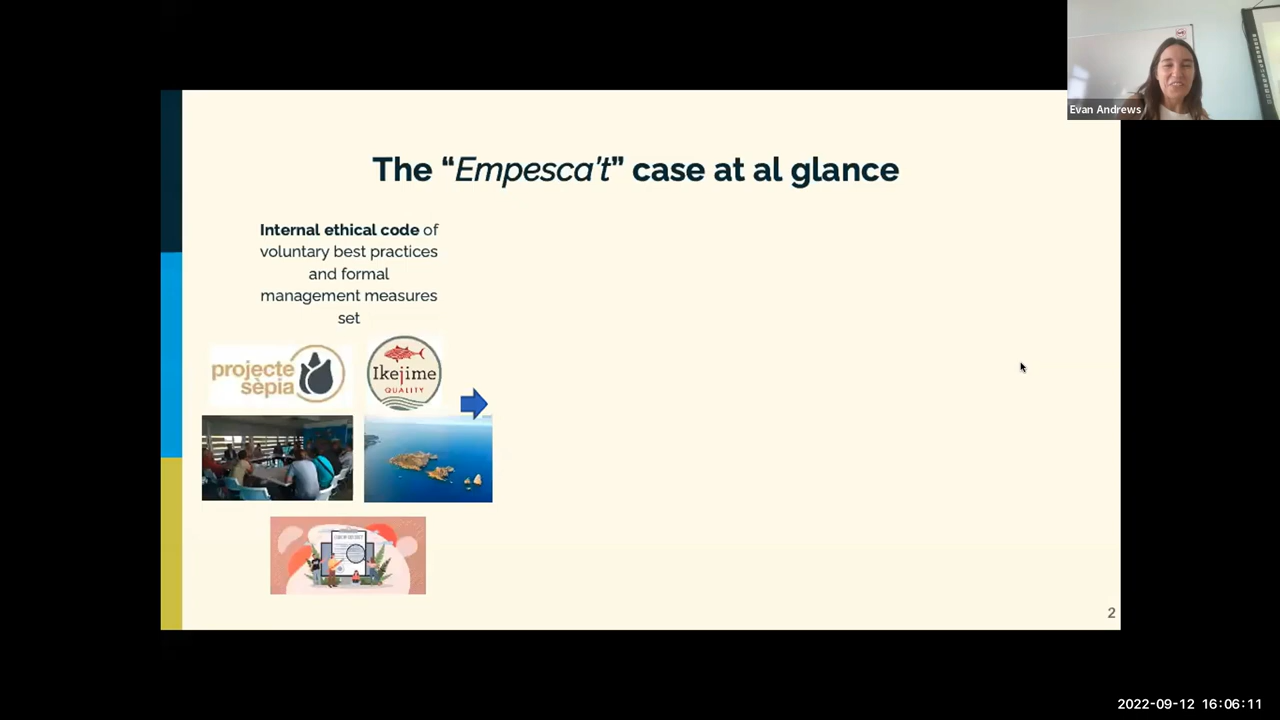 Evan Andrews
The “Empesca't” case at al glance
Internal ethical code of
voluntary best practices
and formal
management measures
set
projecte
sèpia
Ikejime
QUALITY
2
2022-09-12 16:06:11